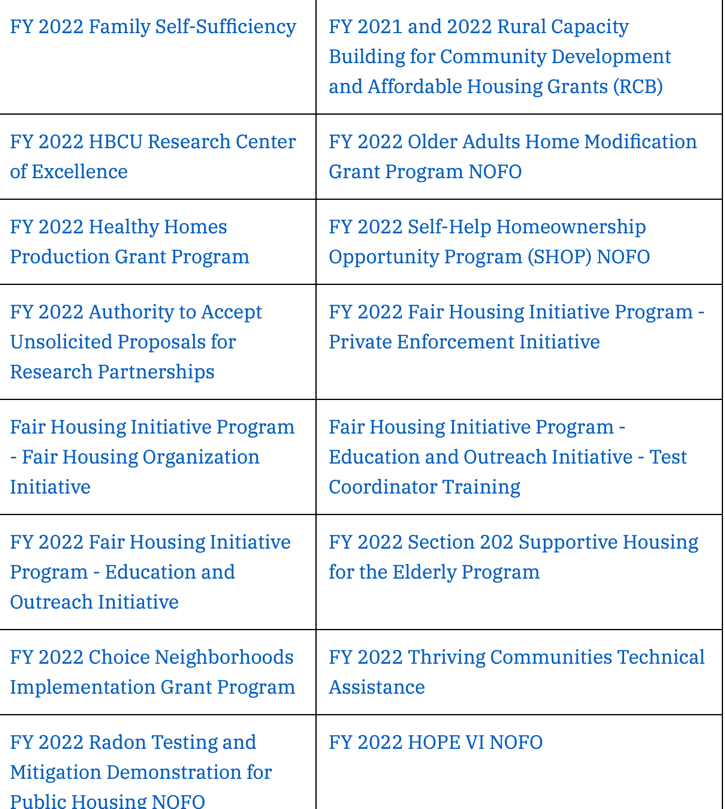 FY 2022 Family Self-Sufficiency
FY 2021 and 2022 Rural Capacity
Building for Community Development
and Affordable Housing Grants (RCB)
FY 2022 HBCU Research Center
of Excellence
FY 2022 Older Adults Home Modification
Grant Program NOFO
FY 2022 Healthy Homes
Production Grant Program
FY 2022 Self-Help Homeownership
Opportunity Program (SHOP) NOFO
FY 2022 Authority to Accept
Unsolicited Proposals for
Research Partnerships
FY 2022 Fair Housing Initiative Program -
Private Enforcement Initiative
Fair Housing Initiative Program
- Fair Housing Organization
Initiative
Fair Housing Initiative Program -
Education and Outreach Initiative - Test
Coordinator Training
FY 2022 Fair Housing Initiative
Program - Education and
Outreach Initiative
FY 2022 Section 202 Supportive Housing
for the Elderly Program
FY 2022 Choice Neighborhoods
Implementation Grant Program
FY 2022 Thriving Communities Technical
Assistance
FY 2022 Radon Testing and
Mitigation Demonstration for
Public Housing NOFO
FY 2022 HOPE VI NOFO